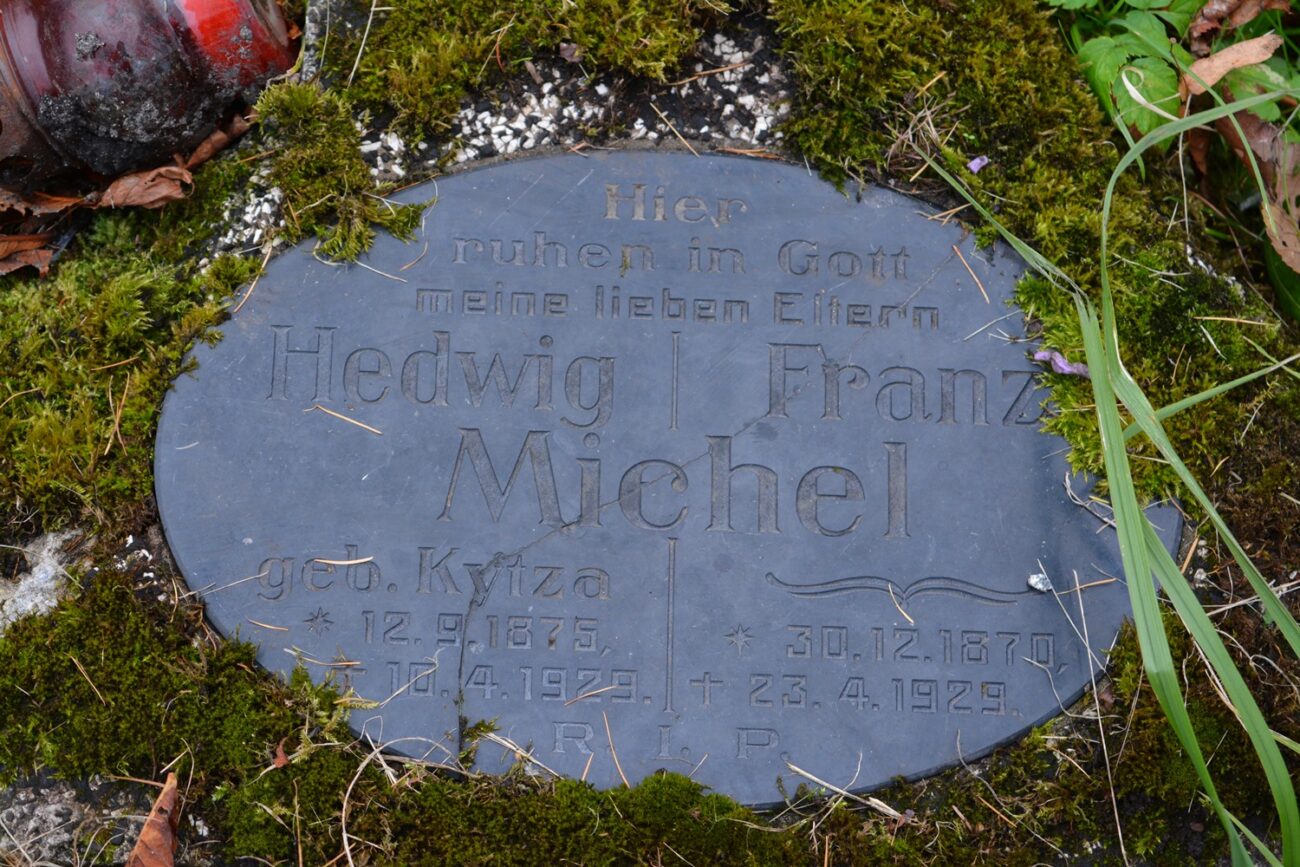 Hier
ruhen in Gott
meine lieben Eltern
Hedwig | Franz
Michel
geb. Kytza
* 12.9.1875, * 30.12.1870,
† 10.4.1929. † 23.4.1929.
R. I. P.